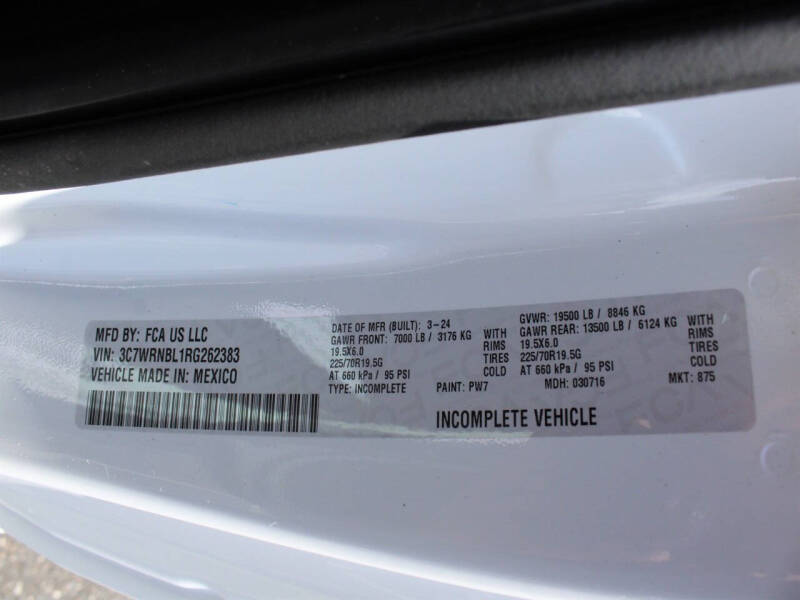 MFD BY: FCA US LLC
VIN: 3C7WRNBL1RG262383
VEHICLE MADE IN: MEXICO
DATE OF MFR (BUILT): 3-24
GAWR FRONT: 7000 LB / 3176 KG WITH
19.5X6.0 RIMS
225/70R19.5G TIRES
AT 660 kPa / 95 PSI COLD
TYPE: INCOMPLETE
GVWR: 19500 LB / 8846 KG
GAWR REAR: 13500 LB / 6124 KG WITH
19.5X6.0 RIMS
225/70R19.5G TIRES
AT 660 kPa / 95 PSI COLD
PAINT: PW7 MDH: 030716 MKT: 875
INCOMPLETE VEHICLE